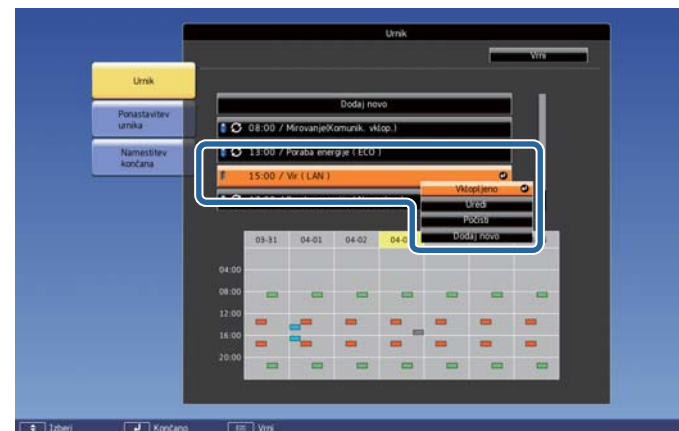 Urnik
Vrni
Urnik
Ponastavitev
urnika
Namestitev
končana
Dodaj novo
08:00 / Mirovanje(Komunik. vklop.)
13:00 / Poraba energije ( ECO )
15:00 / Vir ( LAN )
Vklopljeno
Uredi
Počisti
Dodaj novo
03-31 04-01 04-02
04:00
08:00
12:00
16:00
20:00
Izberi Končano Vrni